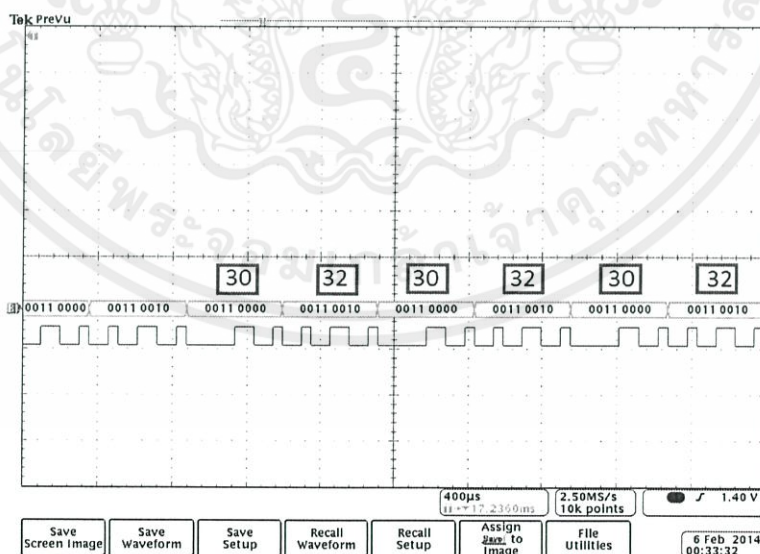 Tek PreVu
30 32 30 32 30 32
0011 0000 0011 0010 0011 0000 0011 0010 0011 0000 0011 0010 0011 0000 0011 0010
400µs 2.50MS/s 1.40 V
17.2360ms 10k points
Save Screen Image
Save Waveform
Save Setup
Recall Waveform
Recall Setup
Assign Save to Image
File Utilities
6 Feb 2014
00:33:32